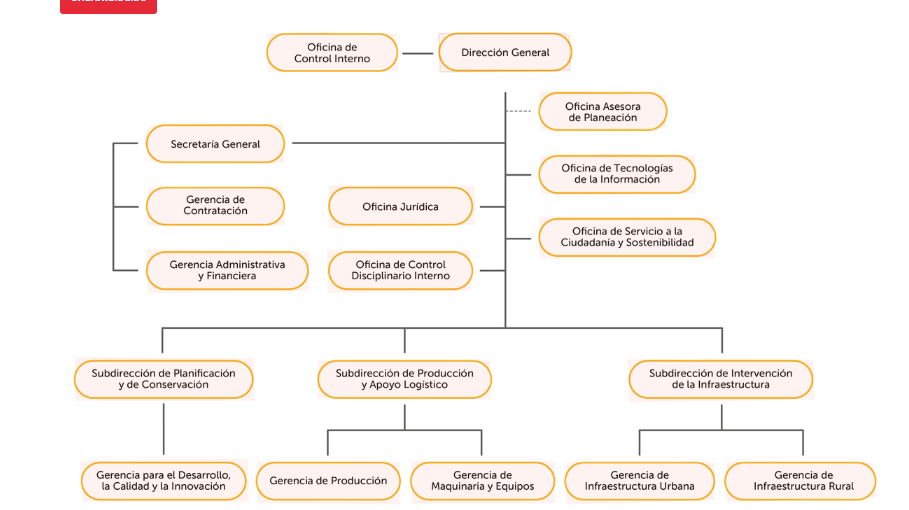 Oficina de
Control Interno
Dirección General
Oficina Asesora
de Planeación
Secretaría General
Oficina de Tecnologías
de la Información
Gerencia de
Contratación
Oficina Jurídica
Oficina de Servicio a la
Ciudadanía y Sostenibilidad
Gerencia Administrativa
y Financiera
Oficina de Control
Disciplinario Interno
Subdirección de Planificación
y de Conservación
Subdirección de Producción
y Apoyo Logístico
Subdirección de Intervención
de la Infraestructura
Gerencia para el Desarrollo,
la Calidad y la Innovación
Gerencia de Producción
Gerencia de
Maquinaria y Equipos
Gerencia de
Infraestructura Urbana
Gerencia de
Infraestructura Rural